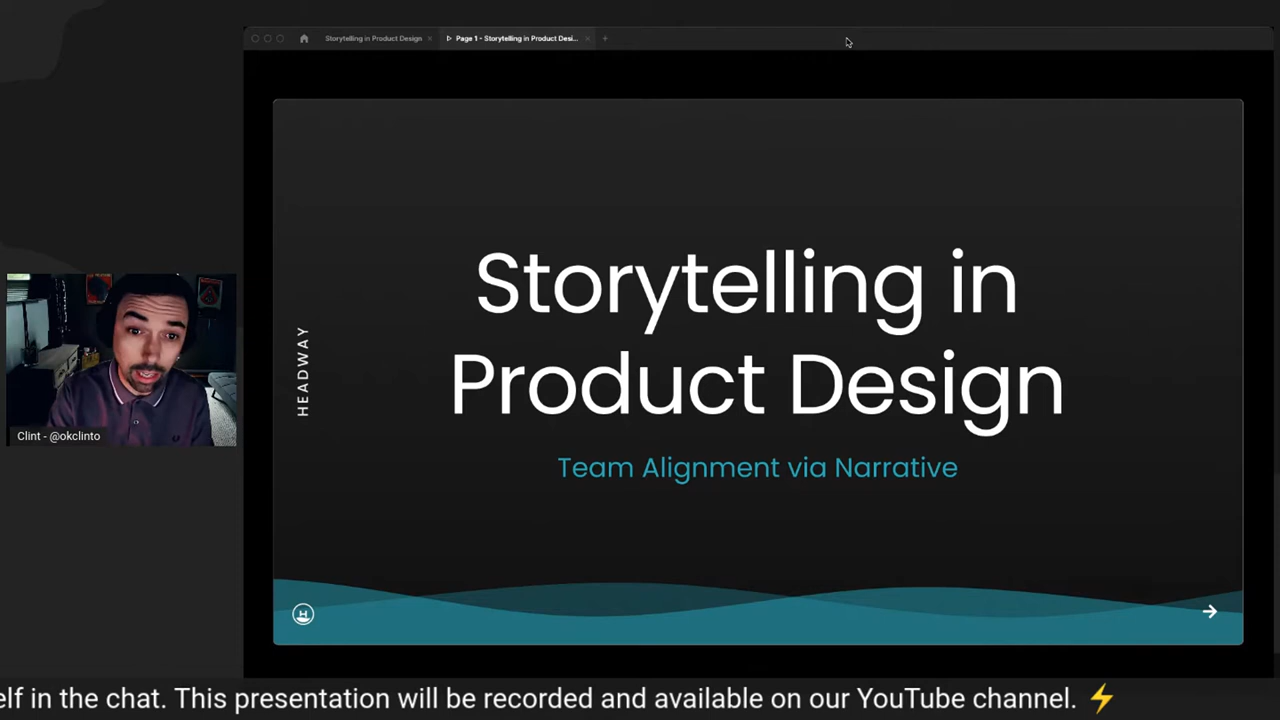 Storytelling in Product Design
Page 1 - Storytelling in Product Desi...
Storytelling in
Product Design
Team Alignment via Narrative
HEADWAY
H
Clint - @okclinto
elf in the chat. This presentation will be recorded and available on our YouTube channel. ⚡